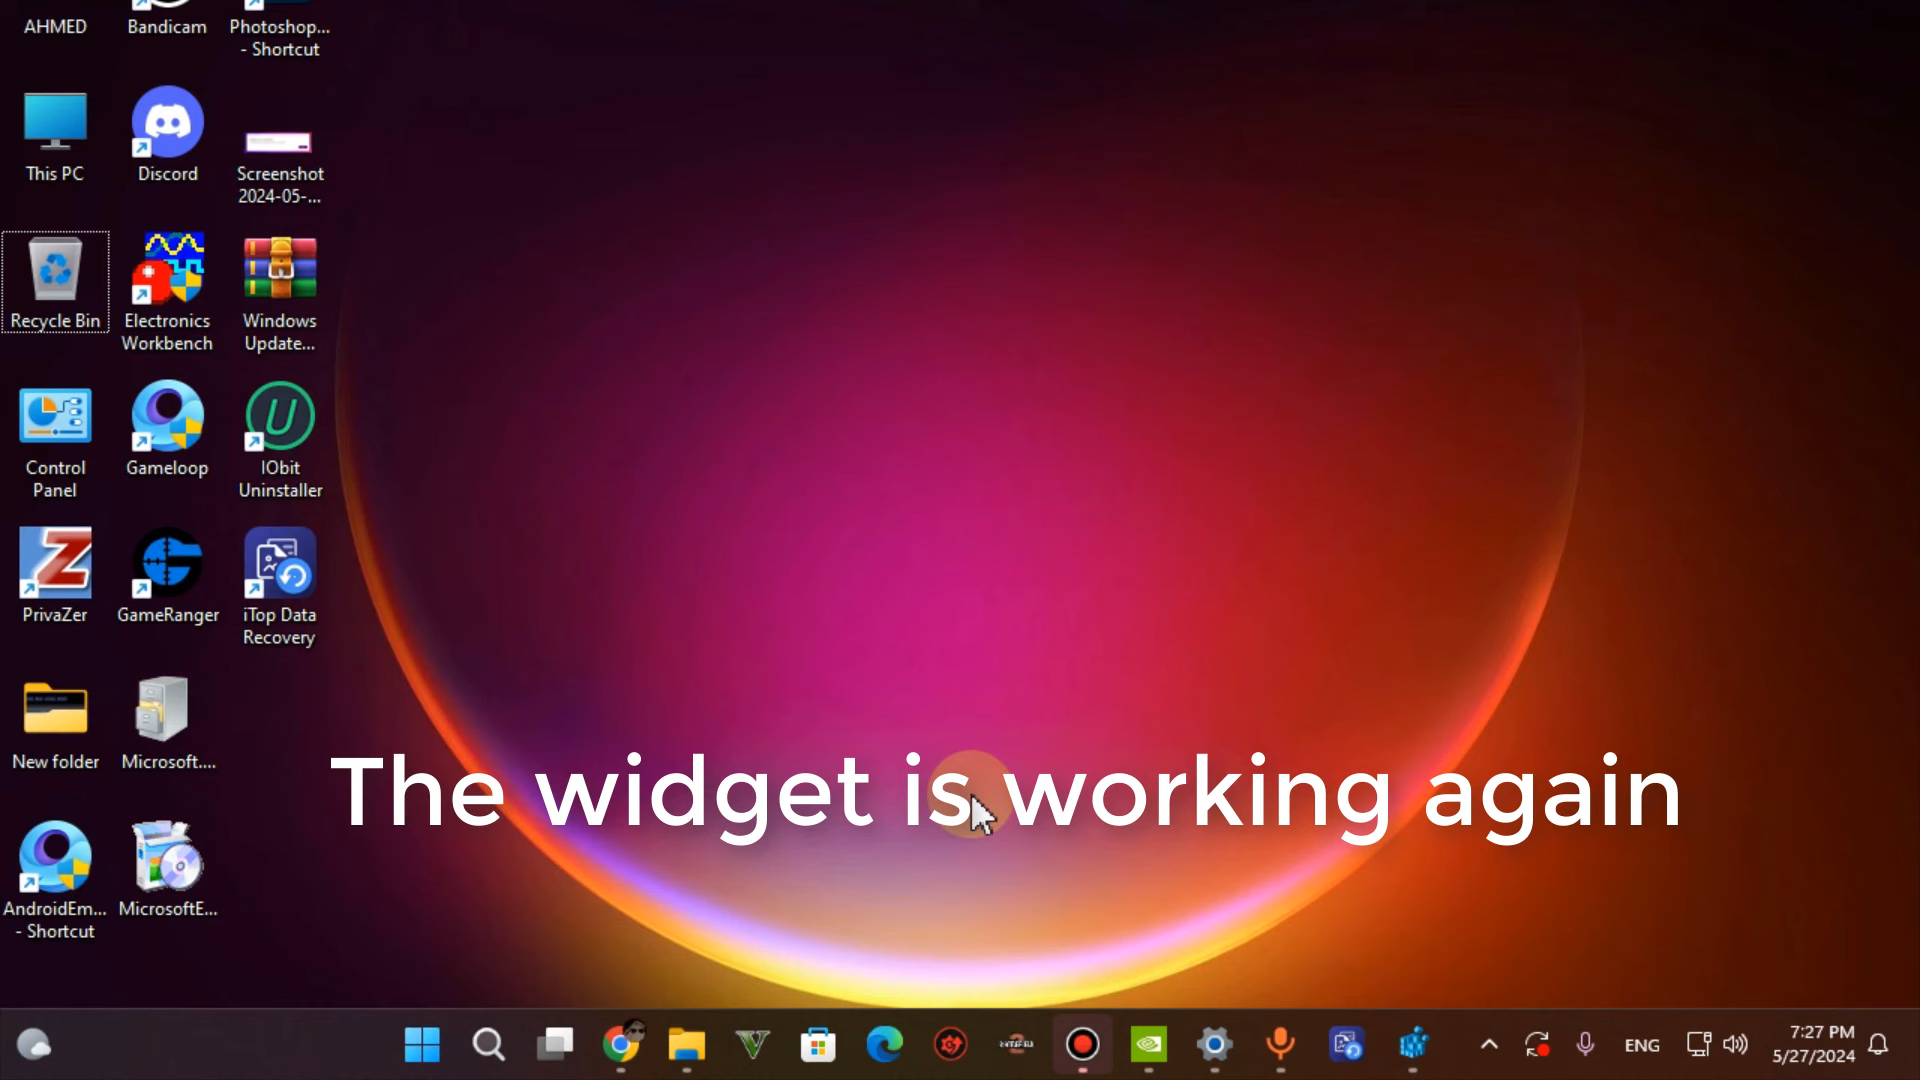 AHMED
Bandicam
Photoshop...
- Shortcut
This PC
Discord
Screenshot
2024-05-...
Recycle Bin
Electronics
Workbench
Windows
Update...
Control
Panel
Gameloop
IObit
Uninstaller
PrivaZer
GameRanger
iTop Data
Recovery
New folder
Microsoft....
The widget is working again
AndroidEm...
- Shortcut
MicrosoftE...
ENG
7:27 PM
5/27/2024